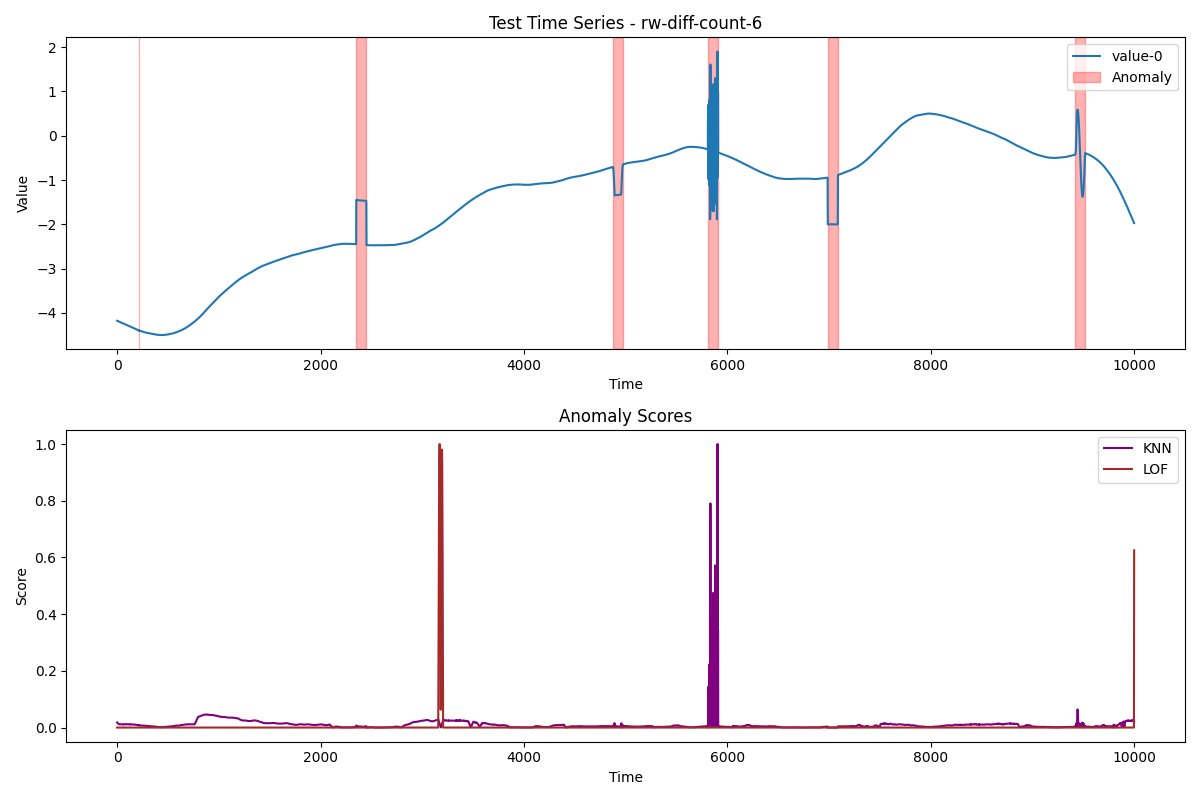 Test Time Series - rw-diff-count-6
Value
2
1
0
−1
−2
−3
−4
value-0
Anomaly
0
2000
4000
6000
8000
10000
Time
Anomaly Scores
Score
1.0
0.8
0.6
0.4
0.2
0.0
KNN
LOF
0
2000
4000
6000
8000
10000
Time